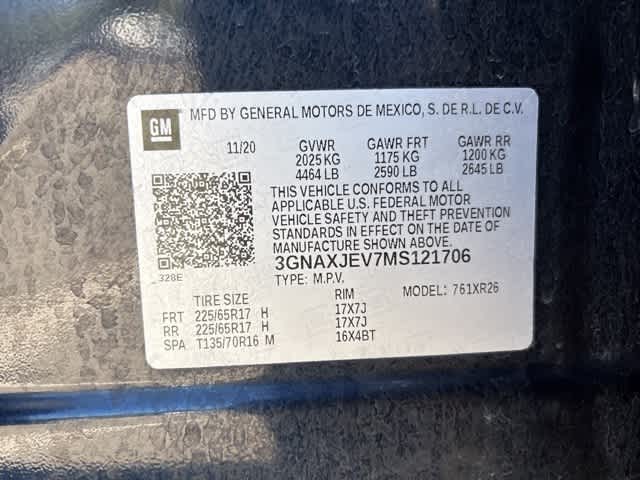 GM
MFD BY GENERAL MOTORS DE MEXICO, S. DE R.L. DE C.V.
11/20 GVWR GAWR FRT GAWR RR
2025 KG 1175 KG 1200 KG
4464 LB 2590 LB 2645 LB
THIS VEHICLE CONFORMS TO ALL
APPLICABLE U.S. FEDERAL MOTOR
VEHICLE SAFETY AND THEFT PREVENTION
STANDARDS IN EFFECT ON THE DATE OF
MANUFACTURE SHOWN ABOVE.
328E 3GNAXJEV7MS121706
TYPE: M.P.V. MODEL: 761XR26
TIRE SIZE RIM
FRT 225/65R17 H 17X7J
RR 225/65R17 H 17X7J
SPA T135/70R16 M 16X4BT